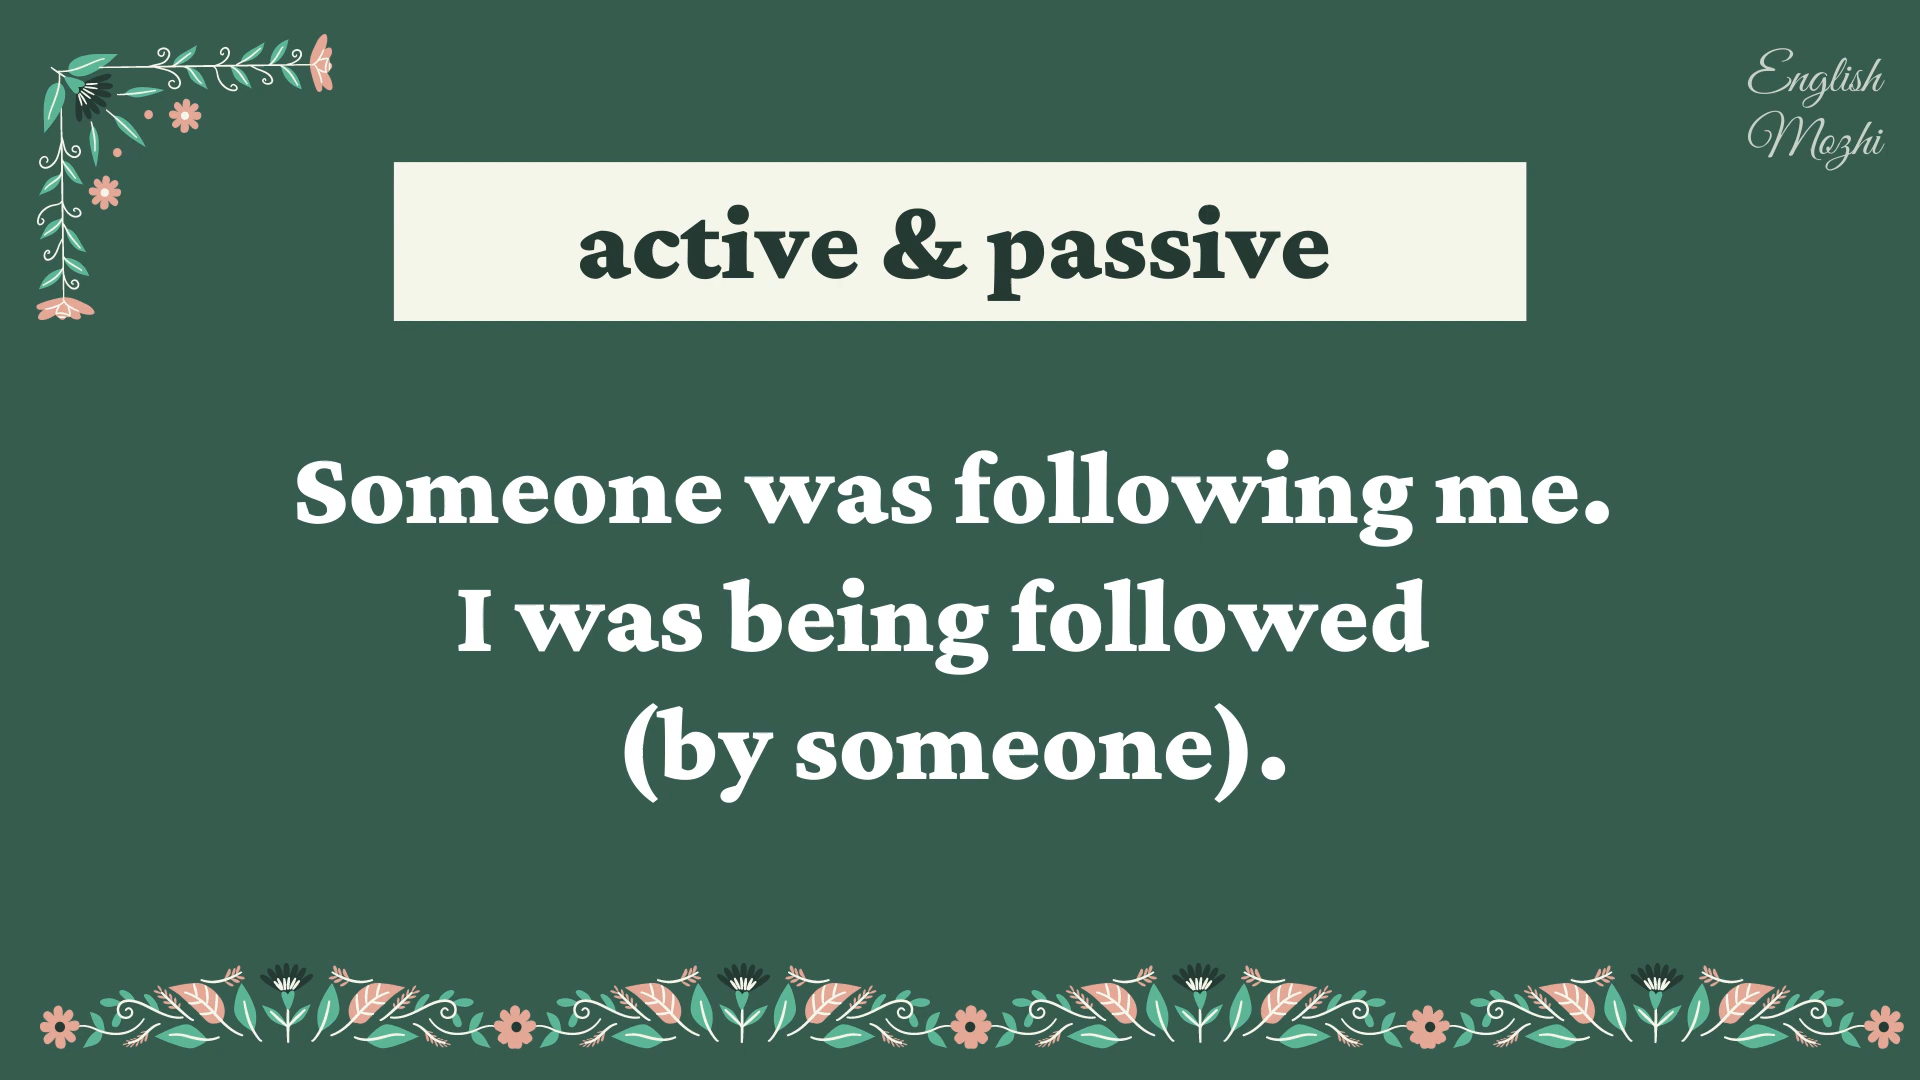 English
Mozhi
active & passive
Someone was following me.
I was being followed
(by someone).